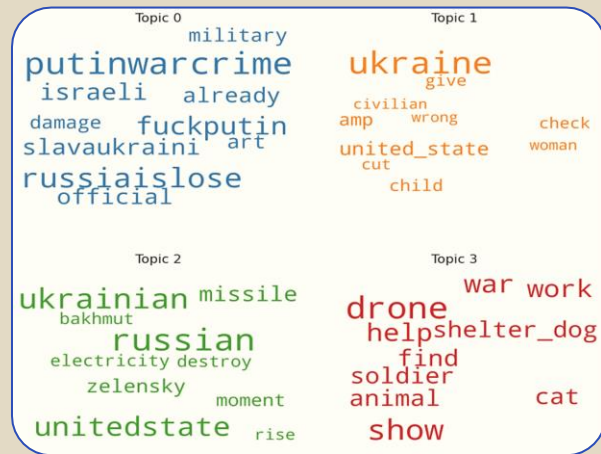 Topic 0
military
putinwarcrime
israeli already
damage fuckputin
slavaukraini art
russiaislose
official
Topic 1
ukraine
give
civilian
amp wrong check
united_state woman
cut
child
Topic 2
ukrainian missile
bakhmut
russian
electricity destroy
zelensky
moment
unitedstate rise
Topic 3
war work
drone
help shelter_dog
find
soldier
animal cat
show